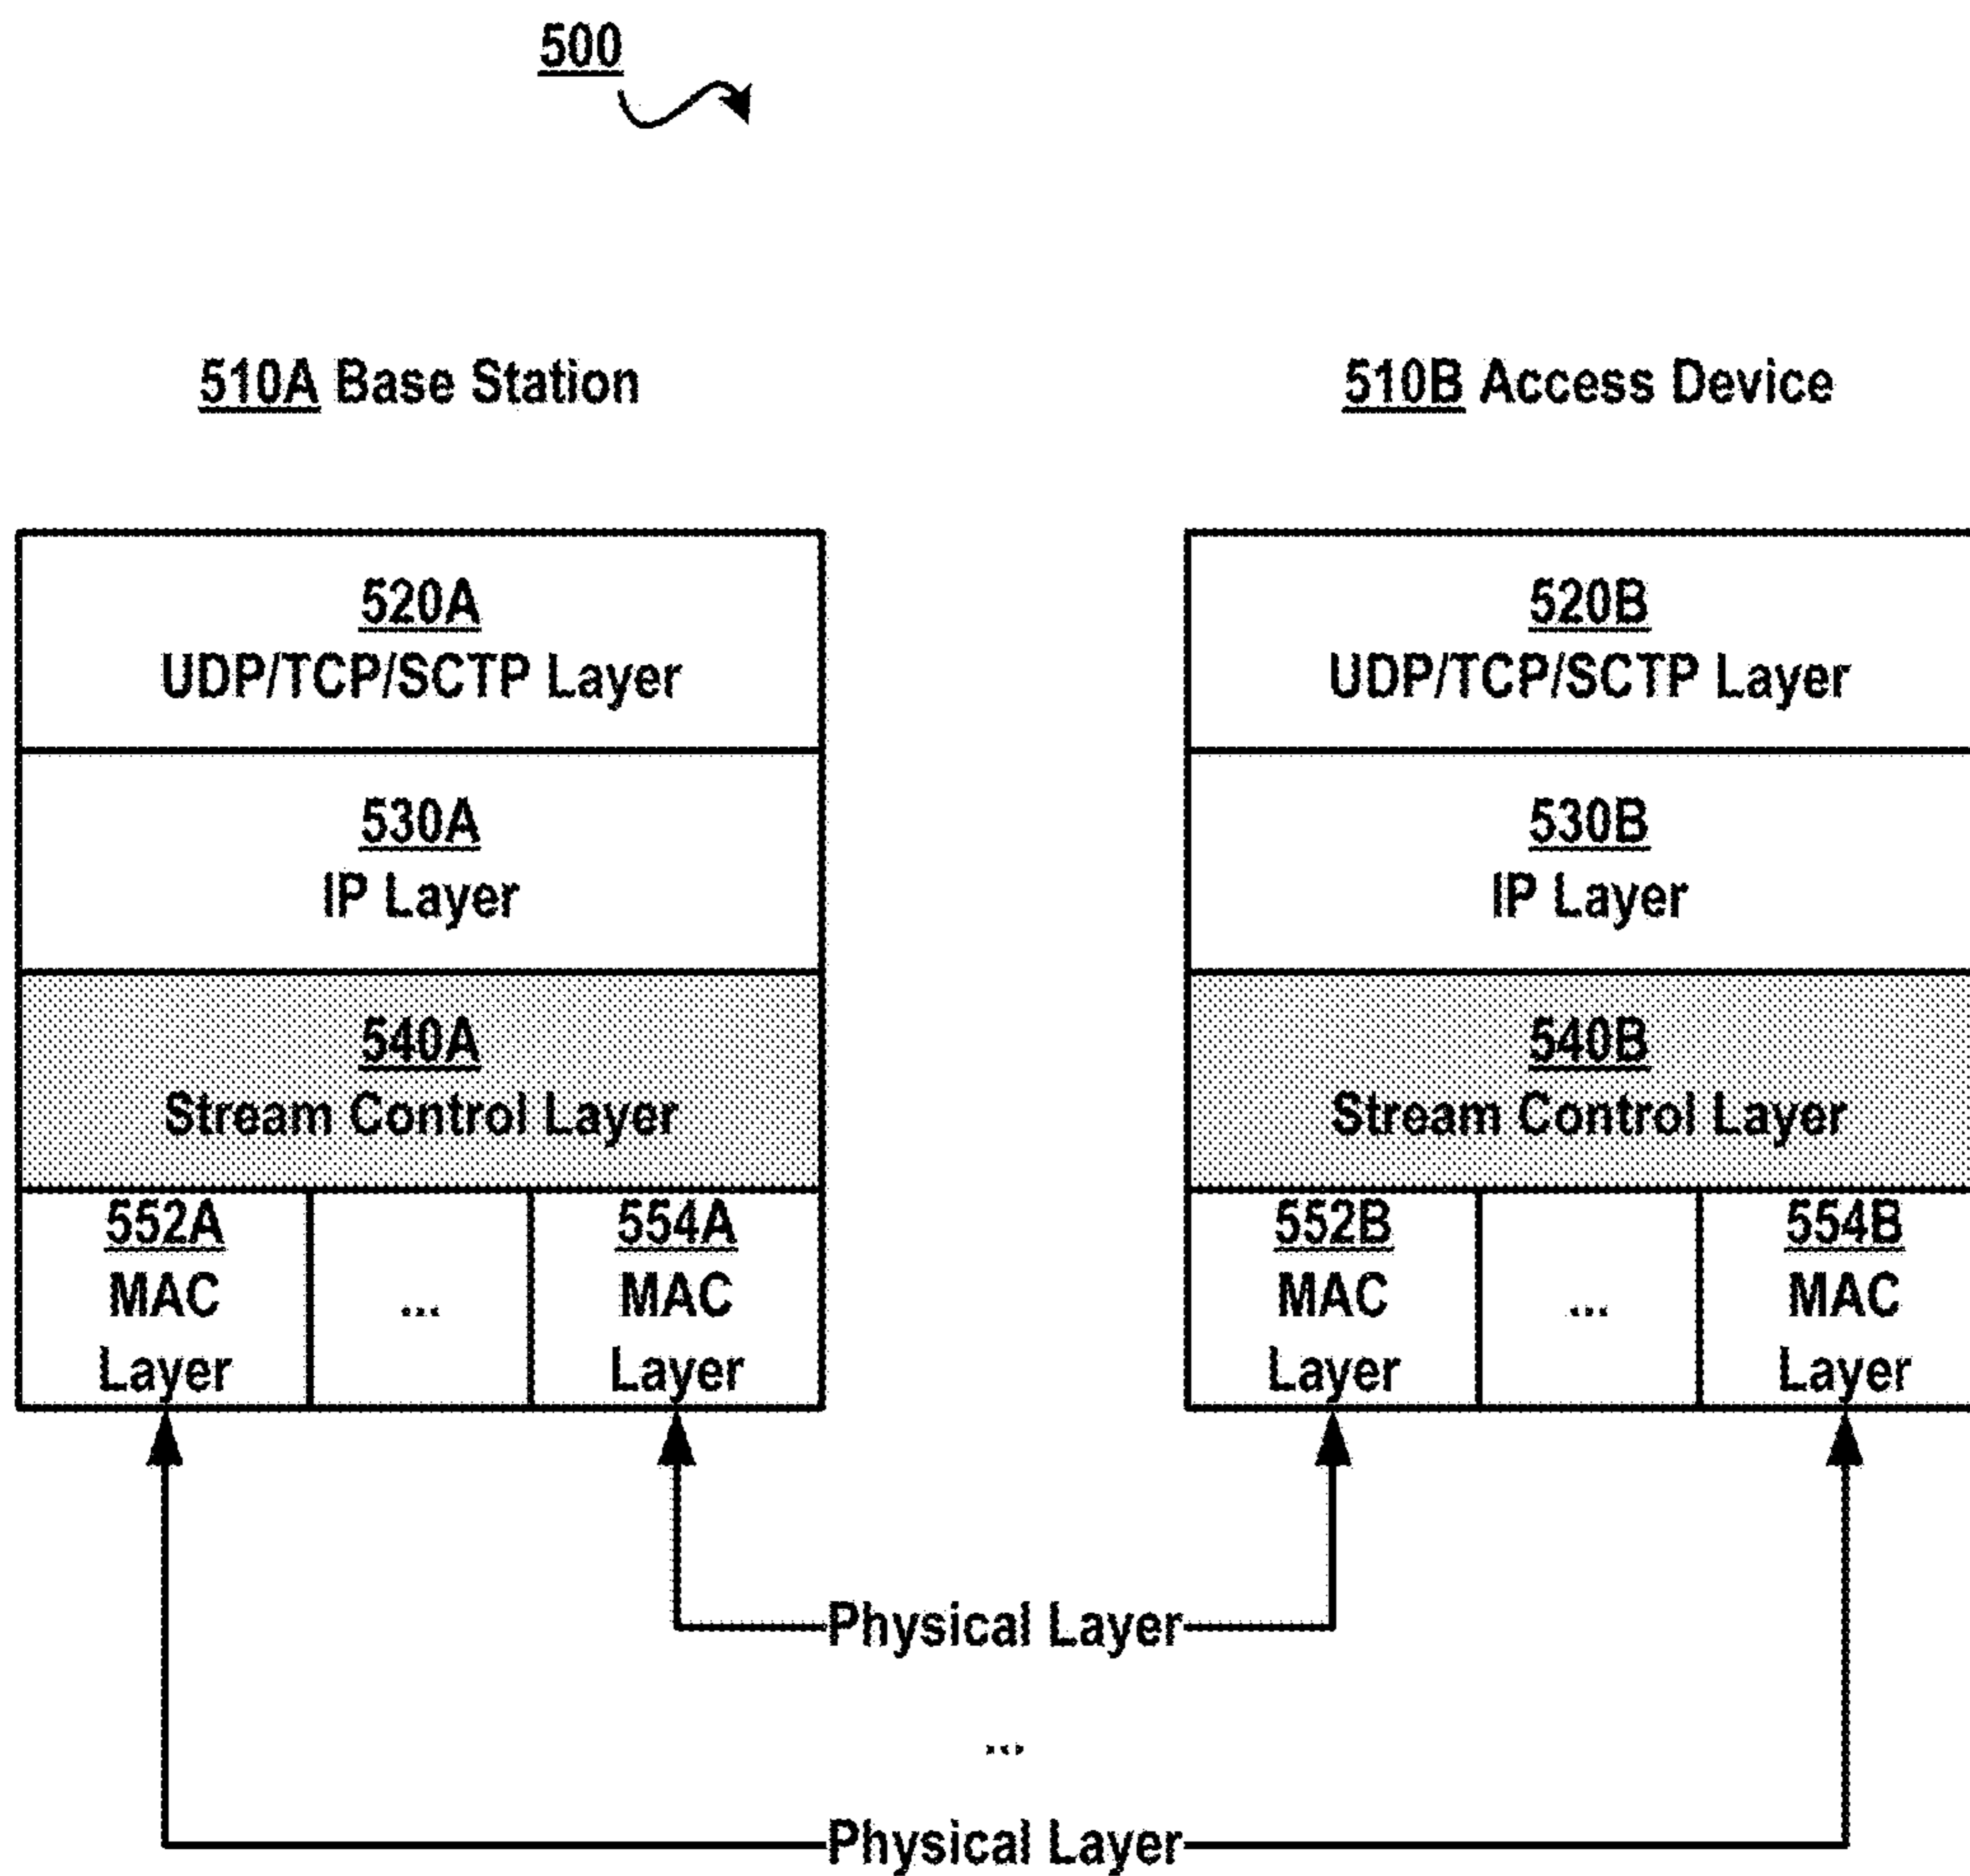 500
510A Base Station
510B Access Device
520A
UDP/TCP/SCTP Layer
530A
IP Layer
540A
Stream Control Layer
552A
MAC
Layer
...
554A
MAC
Layer
520B
UDP/TCP/SCTP Layer
530B
IP Layer
540B
Stream Control Layer
552B
MAC
Layer
...
554B
MAC
Layer
Physical Layer
...
Physical Layer